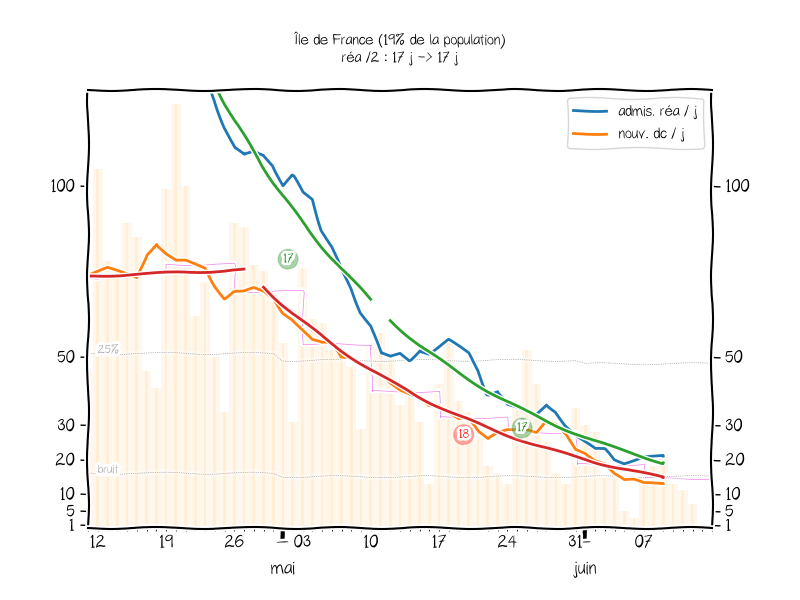 Île de France (19% de la population)
réa /2 : 17 j -> 17 j
admis. réa / j
nouv. dc / j
100
100
17
25%
50
50
30
18
17
30
20
20
bruit
10
10
5
5
1
1
12 19 26 03 10 17 24 31 07
mai juin